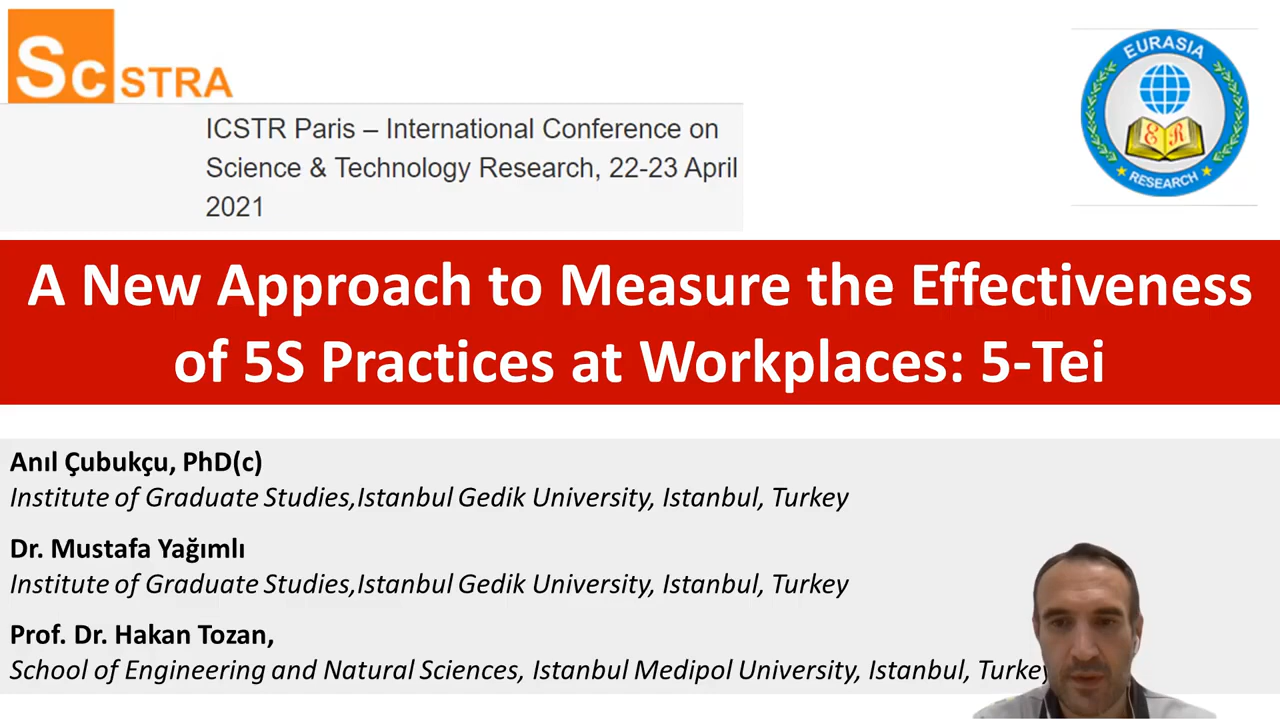 Sc STRA
EURASIA
E R
RESEARCH
ICSTR Paris – International Conference on
Science & Technology Research, 22-23 April
2021
A New Approach to Measure the Effectiveness
of 5S Practices at Workplaces: 5-Tei
Anıl Çubukçu, PhD(c)
Institute of Graduate Studies,Istanbul Gedik University, Istanbul, Turkey
Dr. Mustafa Yağımlı
Institute of Graduate Studies,Istanbul Gedik University, Istanbul, Turkey
Prof. Dr. Hakan Tozan,
School of Engineering and Natural Sciences, Istanbul Medipol University, Istanbul, Turkey